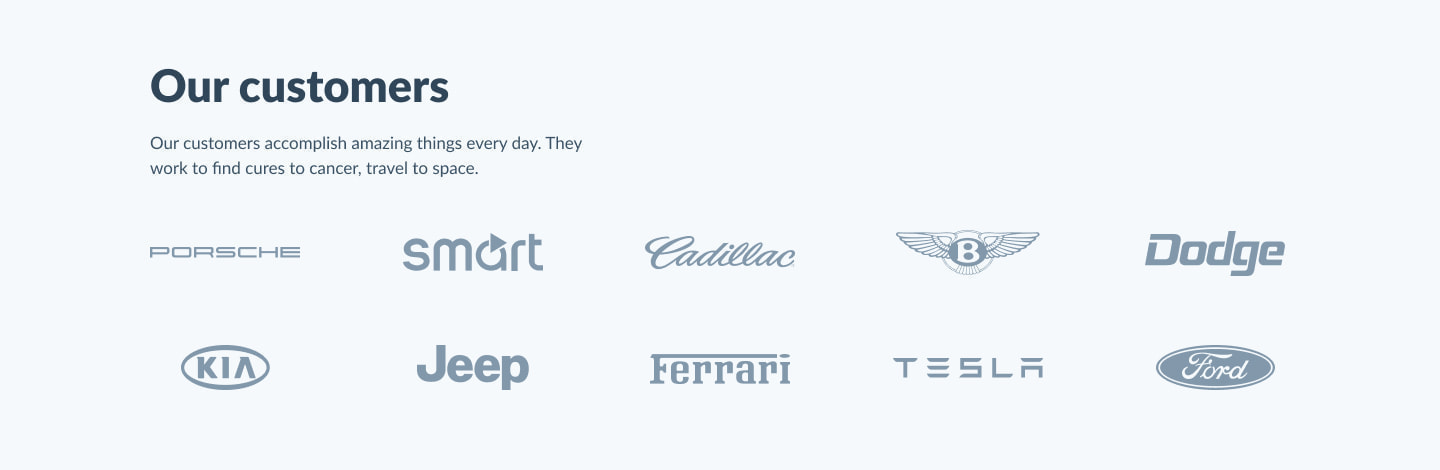 Our customers
Our customers accomplish amazing things every day. They
work to find cures to cancer, travel to space.
PORSCHE
smart
Cadillac
B
Dodge
KIA
Jeep
Ferrari
TESLA
Ford